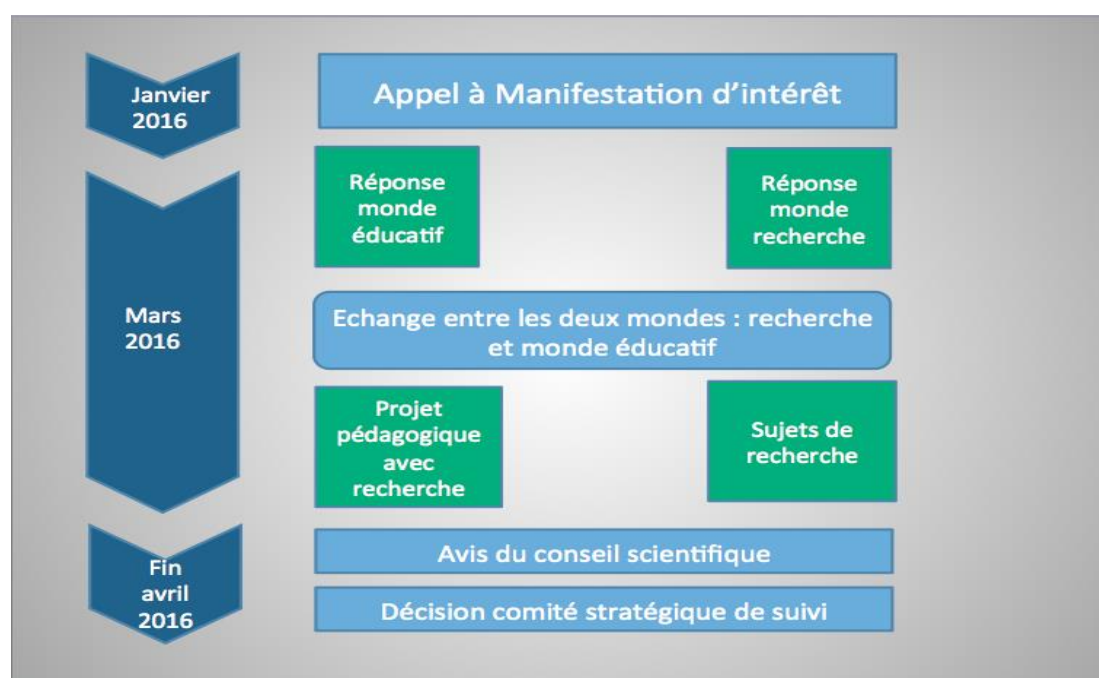 Janvier
2016
Appel à Manifestation d'intérêt
Réponse
monde
éducatif
Réponse
monde
recherche
Mars
2016
Echange entre les deux mondes : recherche
et monde éducatif
Projet
pédagogique
avec
recherche
Sujets de
recherche
Fin
avril
2016
Avis du conseil scientifique
Décision comité stratégique de suivi